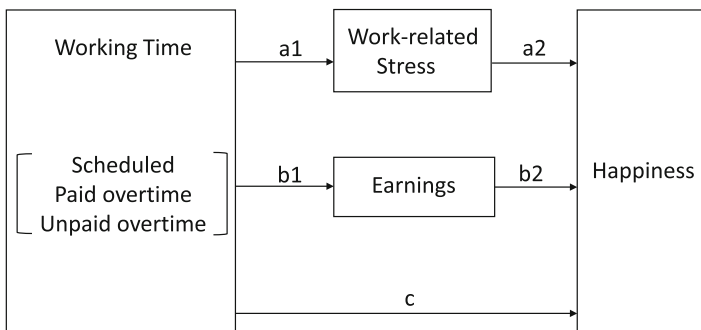 Working Time
a1
Work-related
Stress
a2
Scheduled
Paid overtime
Unpaid overtime
b1
Earnings
b2
Happiness
c